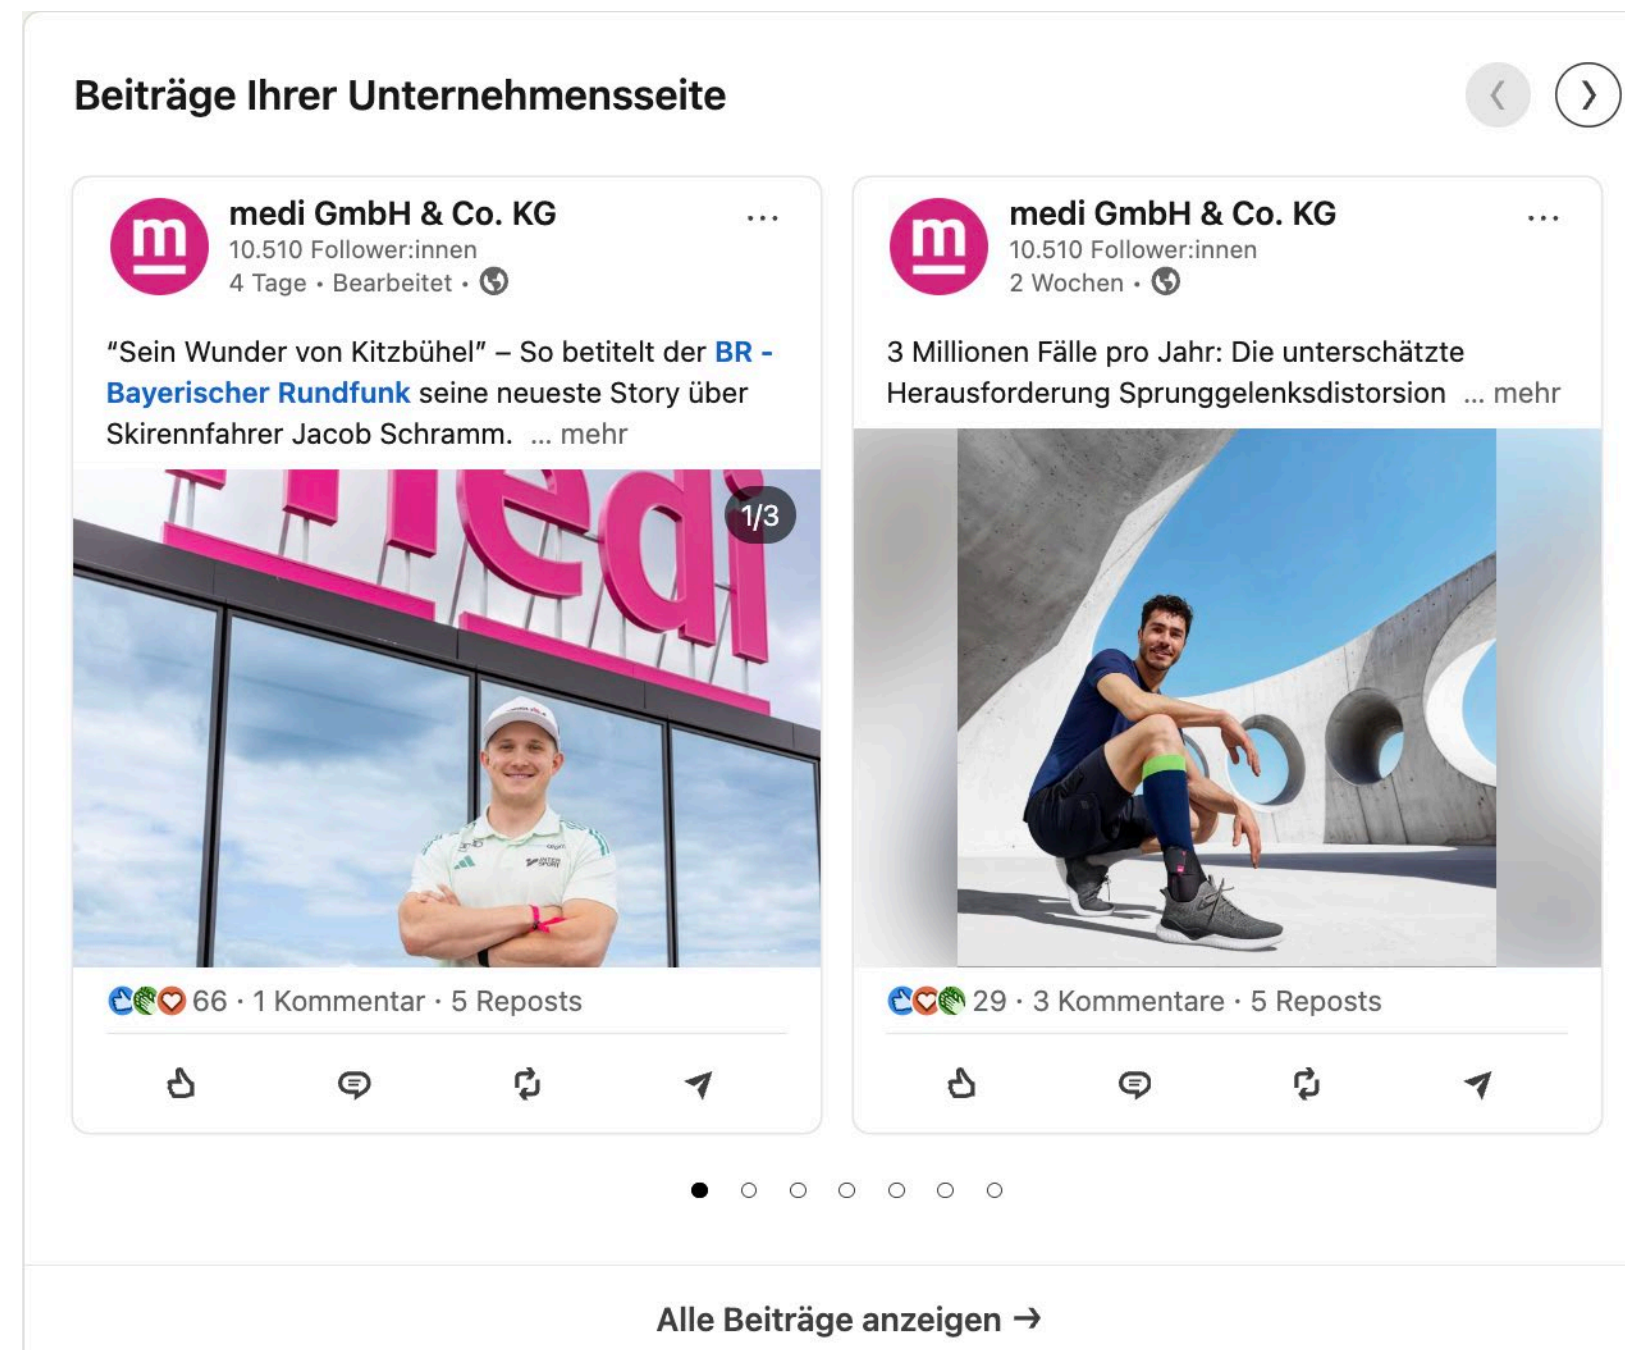 Beiträge Ihrer Unternehmensseite
m
medi GmbH & Co. KG
10.510 Follower:innen
4 Tage • Bearbeitet •
“Sein Wunder von Kitzbühel” – So betitelt der BR -
Bayerischer Rundfunk seine neueste Story über
Skirennfahrer Jacob Schramm. ... mehr
medi
1/3
INTER
SPORT
66 · 1 Kommentar · 5 Reposts
m
medi GmbH & Co. KG
10.510 Follower:innen
2 Wochen •
3 Millionen Fälle pro Jahr: Die unterschätzte
Herausforderung Sprunggelenksdistorsion ... mehr
29 · 3 Kommentare · 5 Reposts
Alle Beiträge anzeigen →